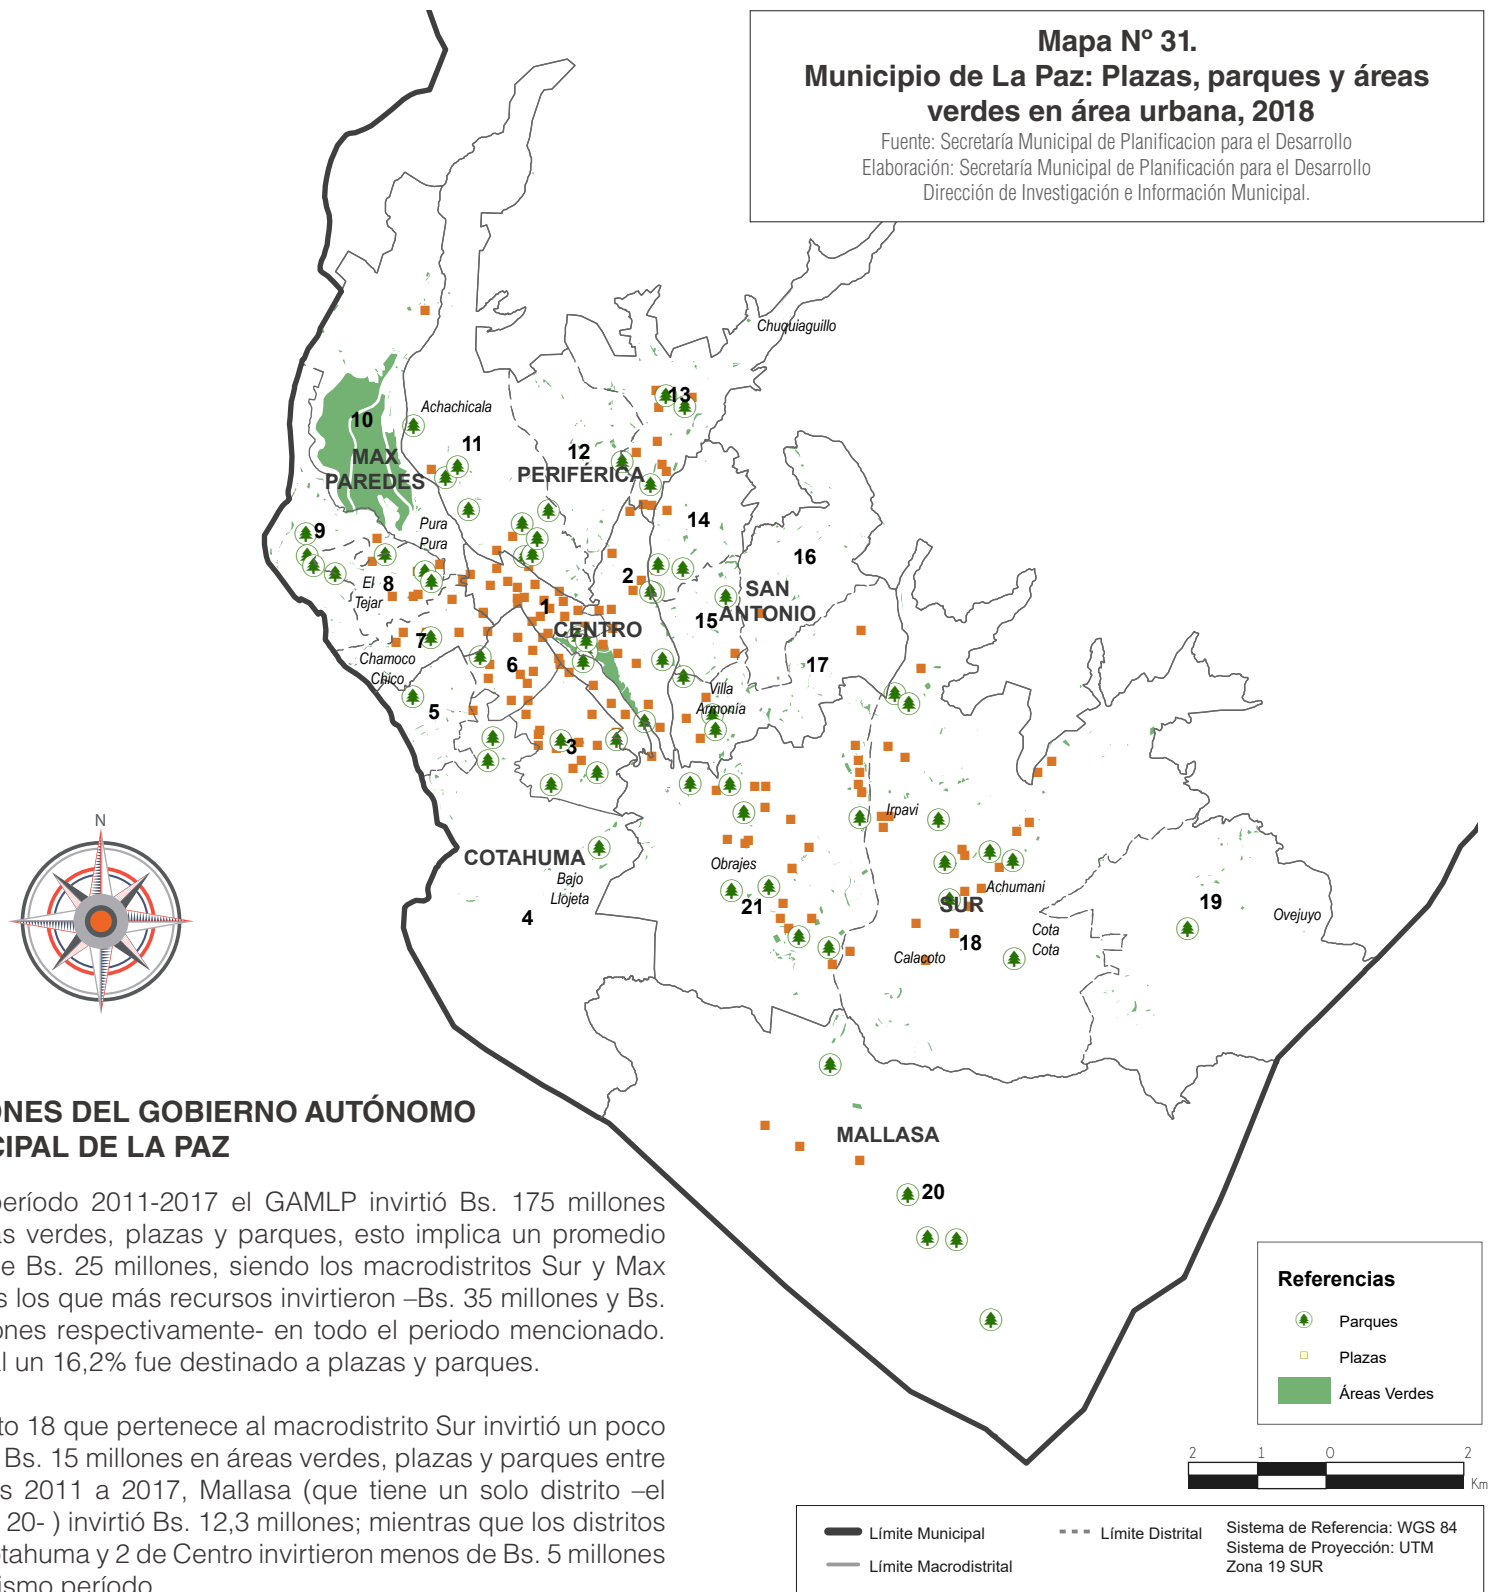 Mapa Nº 31.
Municipio de La Paz: Plazas, parques y áreas
verdes en área urbana, 2018
Fuente: Secretaría Municipal de Planificacion para el Desarrollo
Elaboración: Secretaría Municipal de Planificación para el Desarrollo
Dirección de Investigación e Información Municipal.
Chuquiaguillo
13
10
Achachicala
11
12
MAX
PAREDES
PERIFÉRICA
9
Pura
Pura
14
16
El
Tejar
8
2
SAN
ANTONIO
1
CENTRO
15
7
6
Chamoco
Chico
17
5
Villa
Armonía
3
Irpavi
N
COTAHUMA
Bajo
Llojeta
4
Obrajes
21
Achumani
SUR
18
Cota
Cota
Calacoto
19
Ovejuyo
MALLASA
20
ONES DEL GOBIERNO AUTÓNOMO
CIPAL DE LA PAZ
período 2011-2017 el GAMLP invirtió Bs. 175 millones
as verdes, plazas y parques, esto implica un promedio
e Bs. 25 millones, siendo los macrodistritos Sur y Max
s los que más recursos invirtieron –Bs. 35 millones y Bs.
ones respectivamente- en todo el periodo mencionado.
al un 16,2% fue destinado a plazas y parques.
to 18 que pertenece al macrodistrito Sur invirtió un poco
Bs. 15 millones en áreas verdes, plazas y parques entre
s 2011 a 2017, Mallasa (que tiene un solo distrito –el
20- ) invirtió Bs. 12,3 millones; mientras que los distritos
otahuma y 2 de Centro invirtieron menos de Bs. 5 millones
ismo período
Referencias
Parques
Plazas
Áreas Verdes
2 1 0 2
Km
Límite Municipal
Límite Distrital
Límite Macrodistrital
Sistema de Referencia: WGS 84
Sistema de Proyección: UTM
Zona 19 SUR